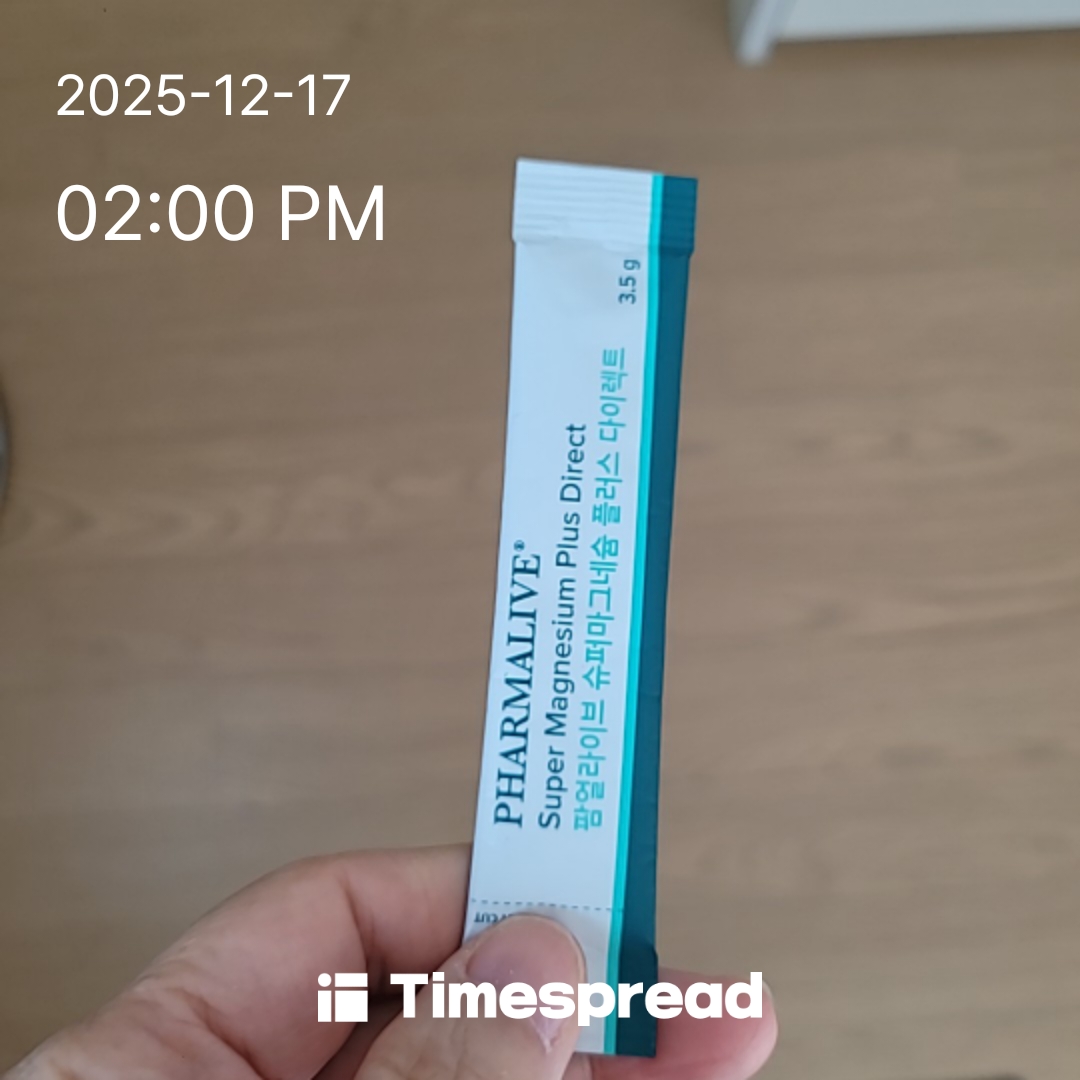 2025-12-17
02:00 PM
PHARMALIVE®
Super Magnesium Plus Direct
팜얼라이브 슈퍼마그네슘 플러스 다이렉트
3.5 g
Timespread